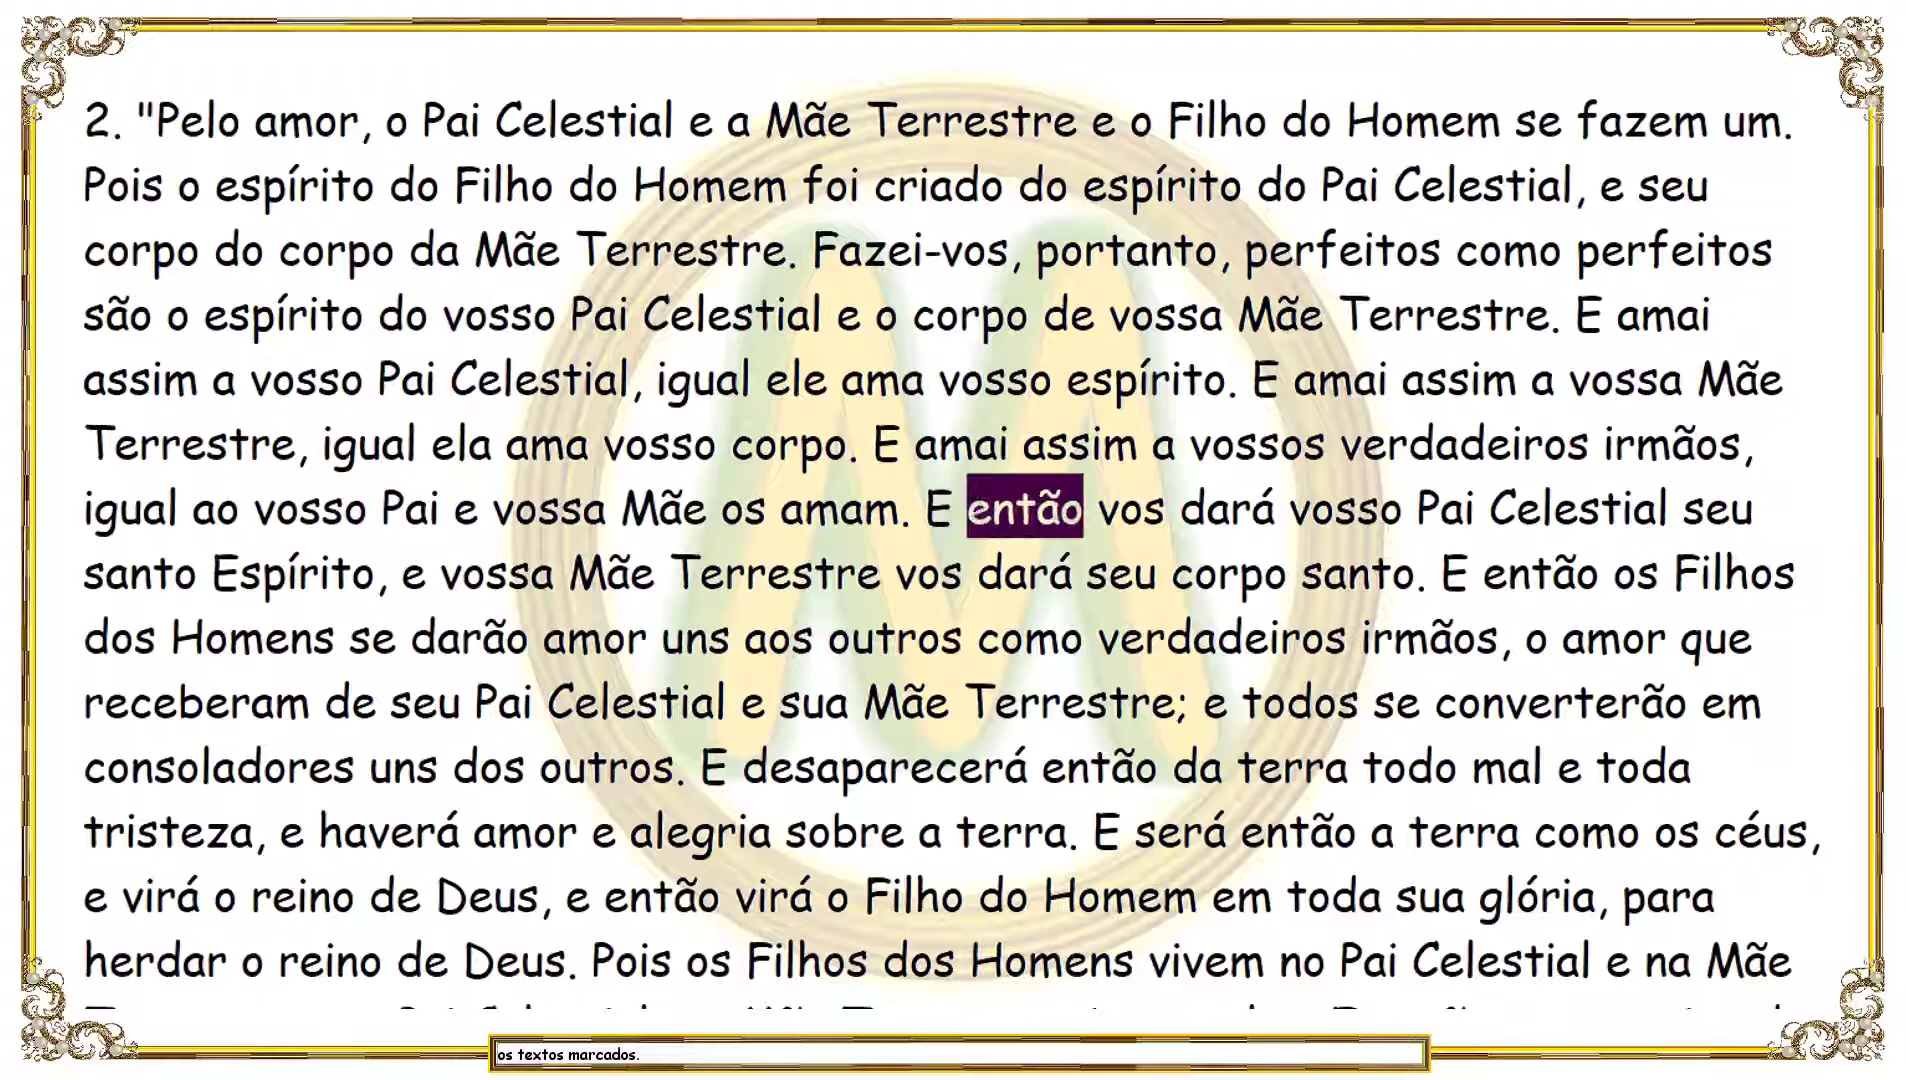 2. "Pelo amor, o Pai Celestial e a Mãe Terrestre e o Filho do Homem se fazem um.
Pois o espírito do Filho do Homem foi criado do espírito do Pai Celestial, e seu
corpo do corpo da Mãe Terrestre. Fazei-vos, portanto, perfeitos como perfeitos
são o espírito do vosso Pai Celestial e o corpo de vossa Mãe Terrestre. E amai
assim a vosso Pai Celestial, igual ele ama vosso espírito. E amai assim a vossa Mãe
Terrestre, igual ela ama vosso corpo. E amai assim a vossos verdadeiros irmãos,
igual ao vosso Pai e vossa Mãe os amam. E então vos dará vosso Pai Celestial seu
santo Espírito, e vossa Mãe Terrestre vos dará seu corpo santo. E então os Filhos
dos Homens se darão amor uns aos outros como verdadeiros irmãos, o amor que
receberam de seu Pai Celestial e sua Mãe Terrestre; e todos se converterão em
consoladores uns dos outros. E desaparecerá então da terra todo mal e toda
tristeza, e haverá amor e alegria sobre a terra. E será então a terra como os céus,
e virá o reino de Deus, e então virá o Filho do Homem em toda sua glória, para
herdar o reino de Deus. Pois os Filhos dos Homens vivem no Pai Celestial e na Mãe
os textos marcados.